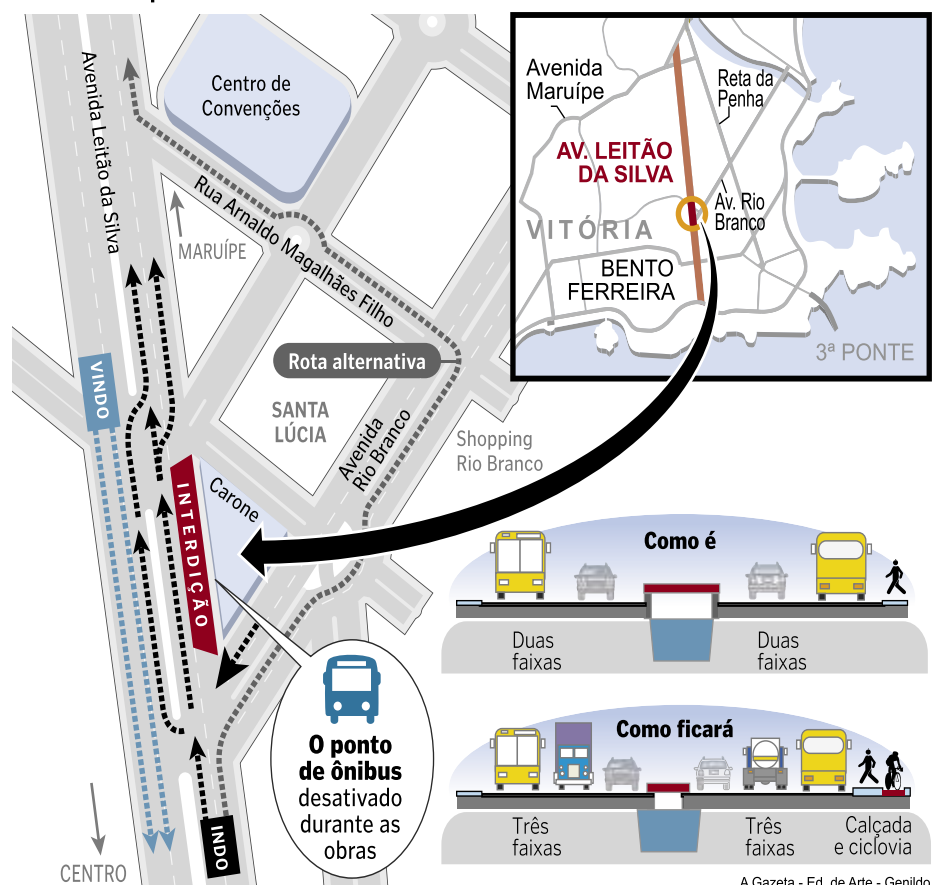 Avenida Leitão da Silva
Centro de
Convenções
Rua Arnaldo Magalhães Filho
MARUÍPE
VINDO
Rota alternativa
SANTA
LÚCIA
Avenida
Rio Branco
Shopping
Rio Branco
Carone
INTERDIÇÃO
O ponto
de ônibus
desativado
durante as
obras
INDO
CENTRO
Avenida
Maruípe
Reta da
Penha
AV. LEITÃO
DA SILVA
Av. Rio
Branco
VITÓRIA
BENTO
FERREIRA
3ª PONTE
Como é
Duas
faixas
Duas
faixas
Como ficará
Três
faixas
Três
faixas
Calçada
e ciclovia
A Gazeta - Ed. de Arte - Genildo